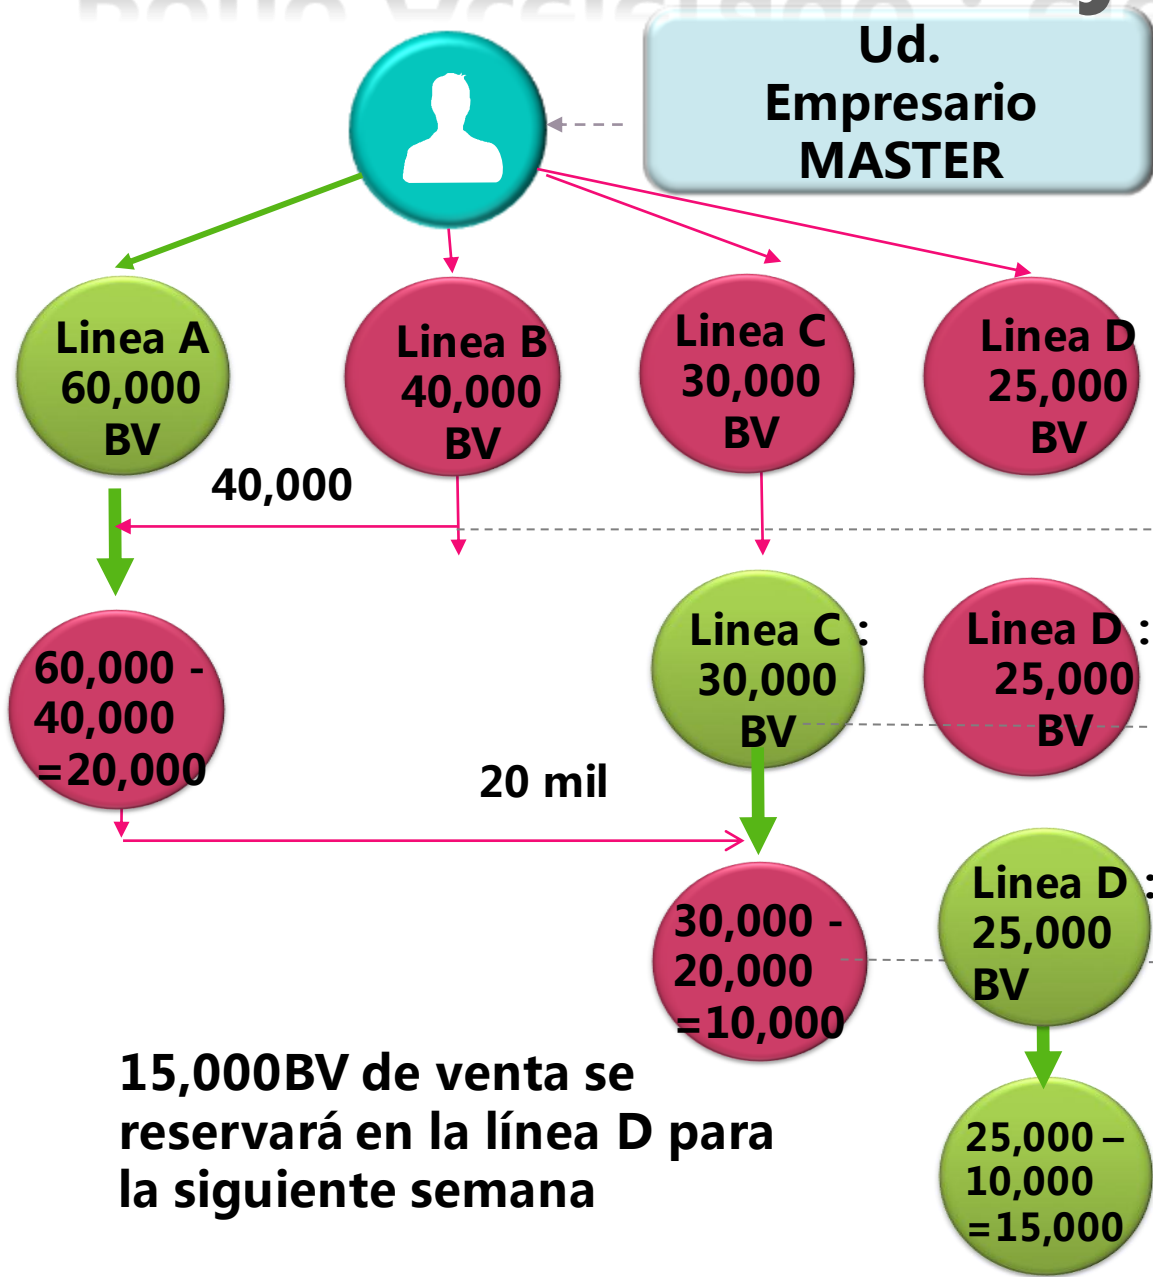 Ud.
Empresario
MASTER
Linea A
60,000
BV
Linea B
40,000
BV
Linea C
30,000
BV
Linea D
25,000
BV
40,000
60,000 -
40,000
=20,000
Linea C :
30,000
BV
Linea D :
25,000
BV
20 mil
30,000 -
20,000
=10,000
Linea D :
25,000
BV
15,000BV de venta se
reservará en la línea D para
la siguiente semana
25,000 –
10,000
=15,000